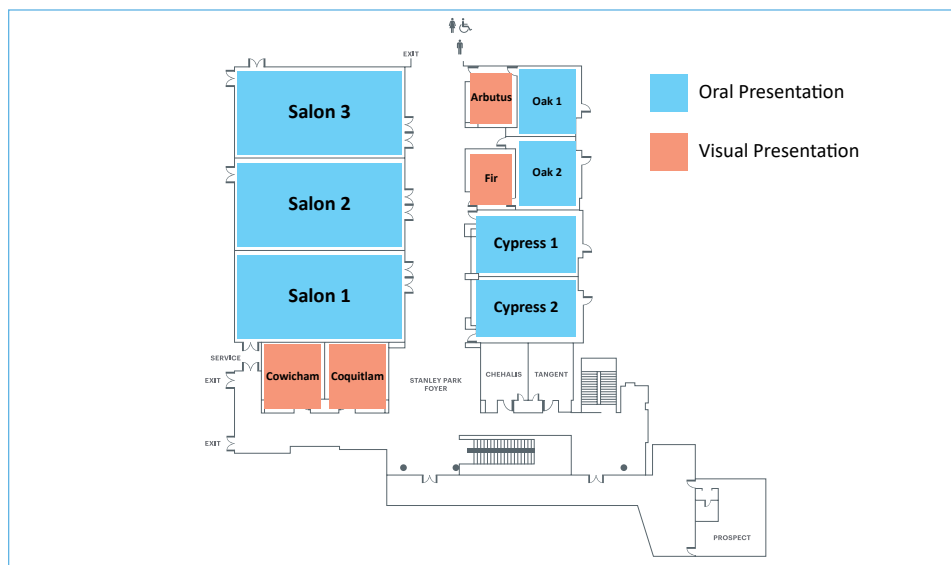 EXIT
Salon 3
Arbutus
Oak 1
Oral Presentation
Visual Presentation
Salon 2
Fir
Oak 2
Cypress 1
Salon 1
Cypress 2
SERVICE
Cowicham
Coquitlam
STANLEY PARK
FOYER
CHEHALIS
TANGENT
EXIT
EXIT
PROSPECT